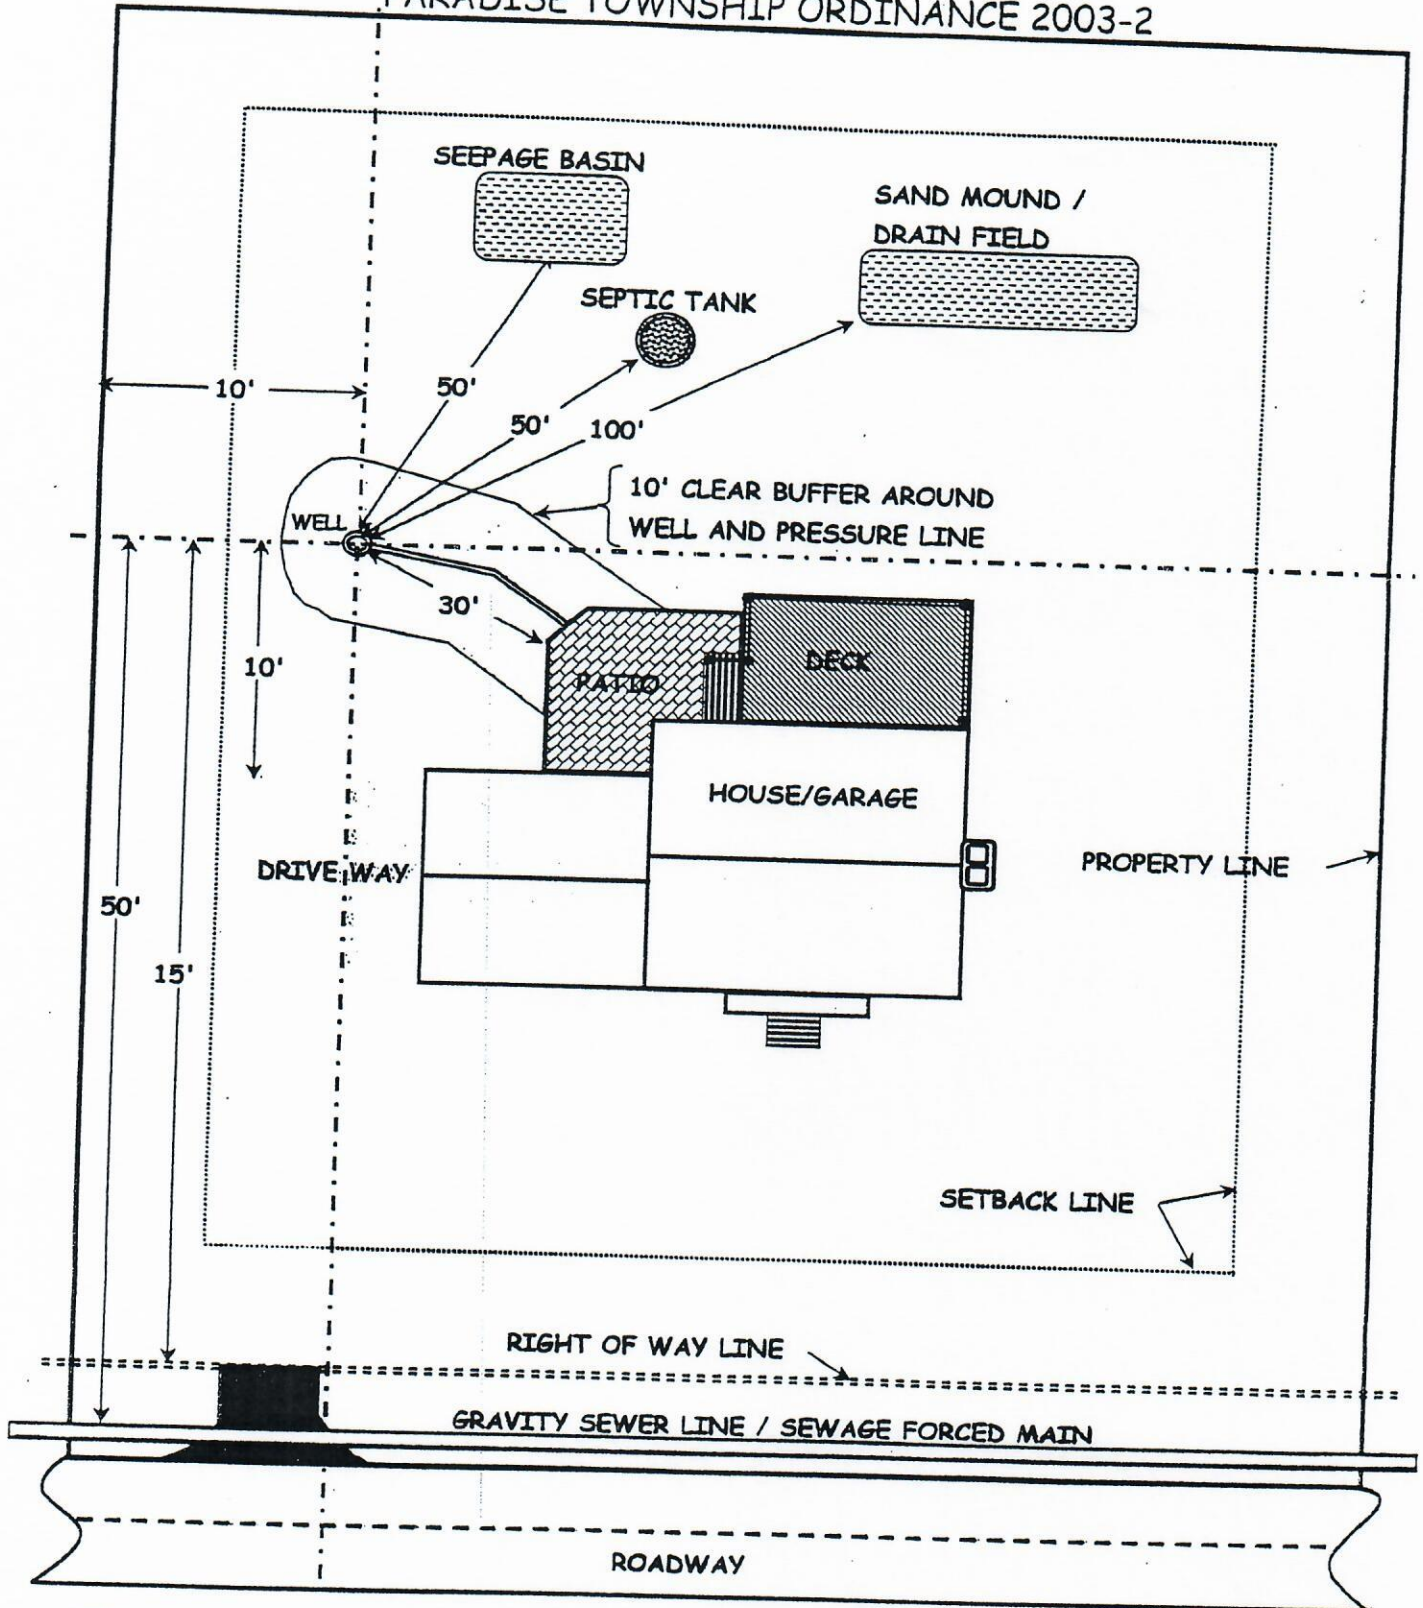 PARADISE TOWNSHIP ORDINANCE 2003-2
SEEPAGE BASIN
SAND MOUND /
DRAIN FIELD
SEPTIC TANK
10'
50'
50'
100'
10' CLEAR BUFFER AROUND
WELL AND PRESSURE LINE
WELL
30'
10'
PATIO
DECK
HOUSE/GARAGE
DRIVE WAY
PROPERTY LINE
50'
15'
SETBACK LINE
RIGHT OF WAY LINE
GRAVITY SEWER LINE / SEWAGE FORCED MAIN
ROADWAY